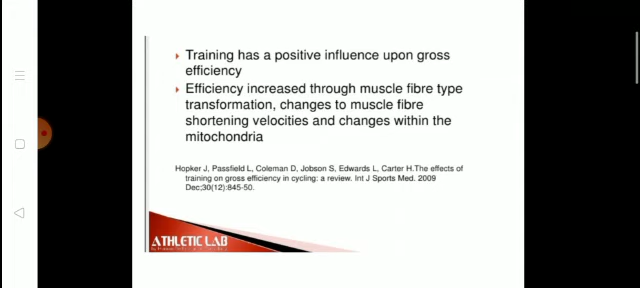 Training has a positive influence upon gross
efficiency
Efficiency increased through muscle fibre type
transformation, changes to muscle fibre
shortening velocities and changes within the
mitochondria
Hopker J, Passfield L, Coleman D, Jobson S, Edwards L, Carter H.The effects of
training on gross efficiency in cycling: a review. Int J Sports Med. 2009
Dec;30(12):845-50.
ATHLETIC LAB